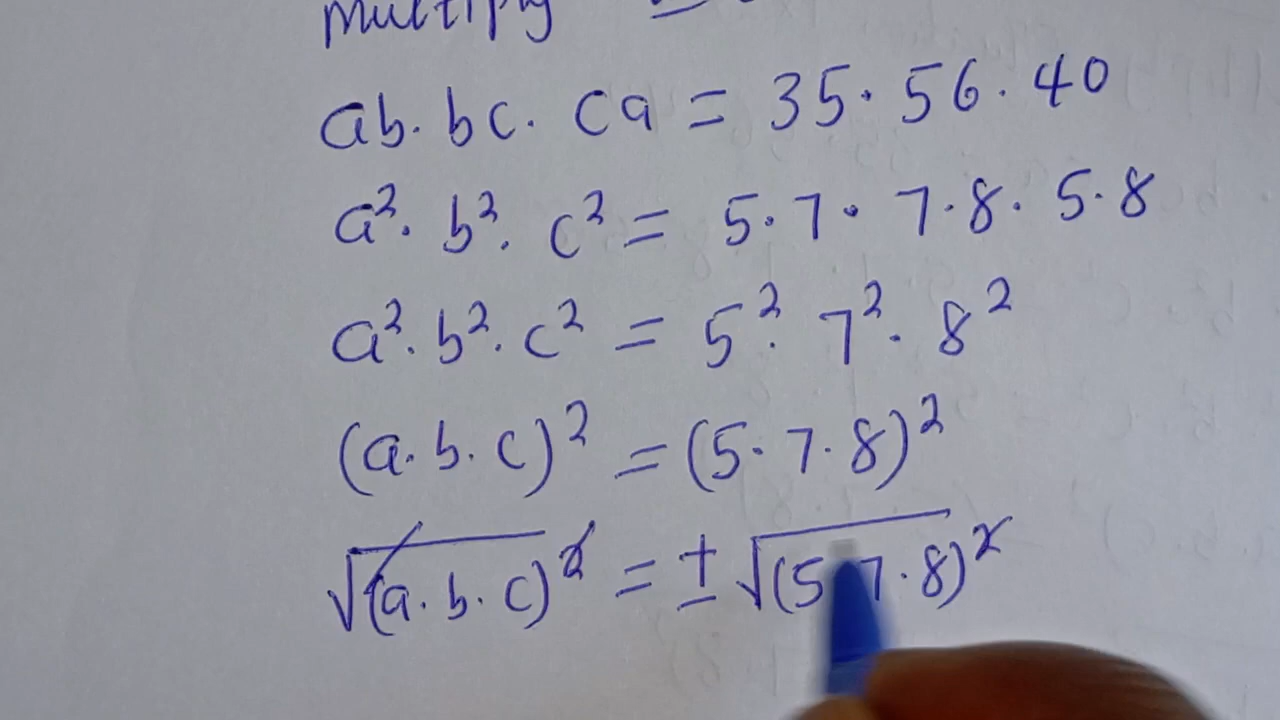 multiply
ab. bc. ca = 35. 56. 40
a². b². c² = 5.7. 7.8. 5.8
a². b². c² = 5². 7². 8²
(a.b.c)² = (5.7.8)²
√(a.b.c)² = ±√(5 7.8)²